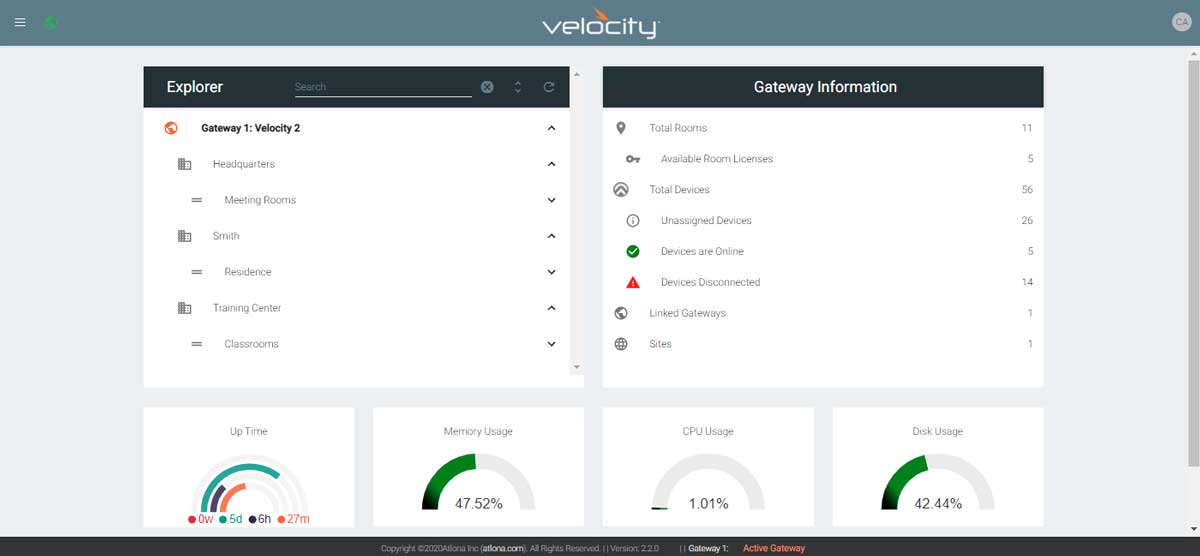 velocity
CA
Explorer
Search
Gateway 1: Velocity 2
Headquarters
Meeting Rooms
Smith
Residence
Training Center
Classrooms
Gateway Information
Total Rooms 11
Available Room Licenses 5
Total Devices 56
Unassigned Devices 26
Devices are Online 5
Devices Disconnected 14
Linked Gateways 1
Sites 1
Up Time
0w 5d 6h 27m
Memory Usage
47.52%
CPU Usage
1.01%
Disk Usage
42.44%
Copyright ©2020Atlona Inc (atlona.com). All Rights Reserved. | | Version: 2.2.0 | | Gateway 1: Active Gateway